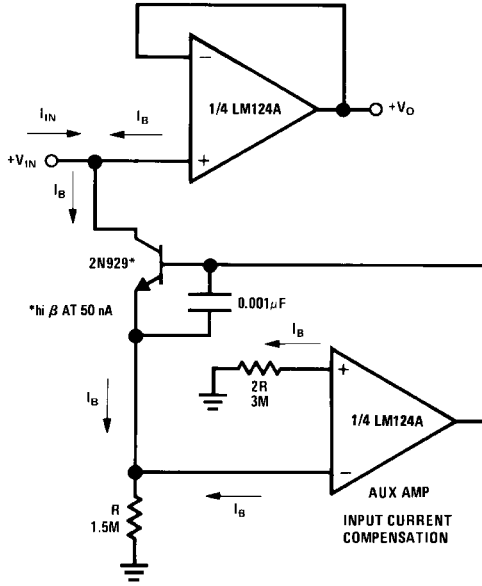 −
1/4 LM124A
+VO
IIN
IB
+
+VIN
IB
2N929*
*hi β AT 50 nA
0.001µF
IB
+
2R
3M
1/4 LM124A
IB
−
AUX AMP
R
1.5M
IB
INPUT CURRENT
COMPENSATION